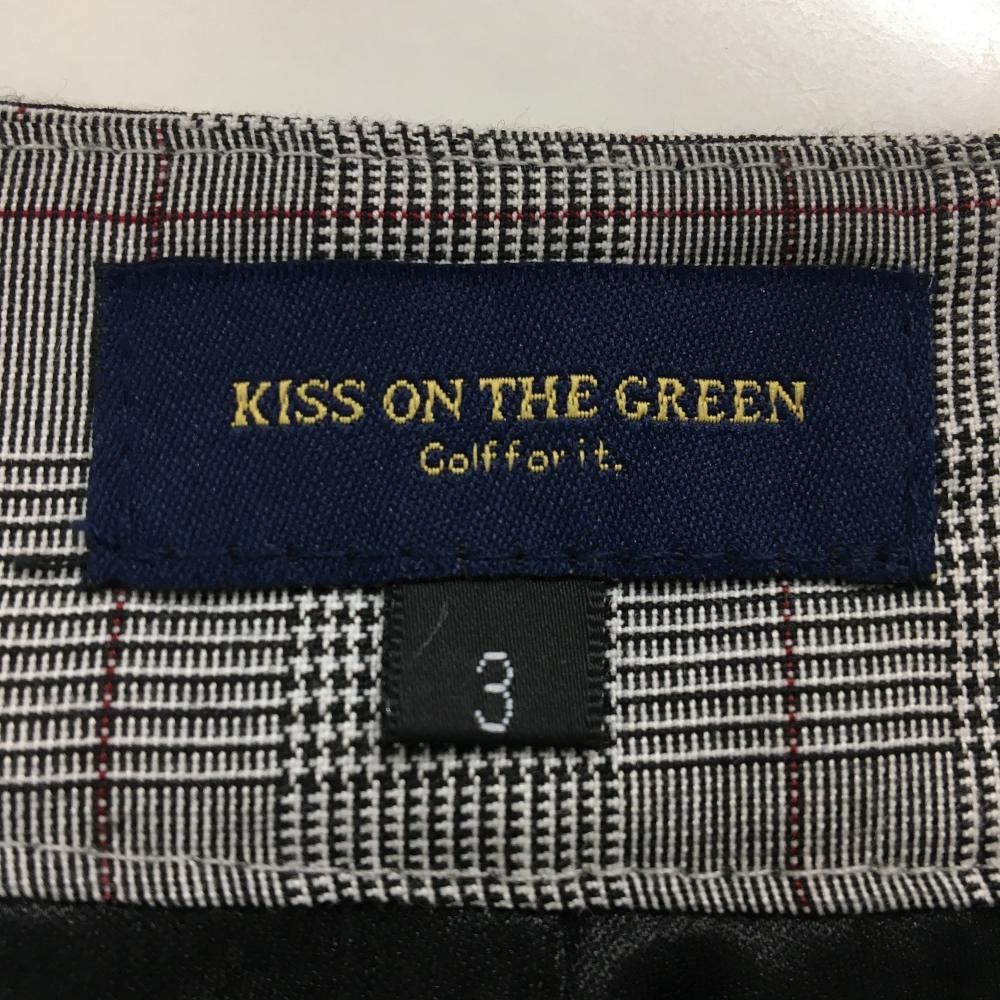 KISS ON THE GREEN
Golf for it.
3